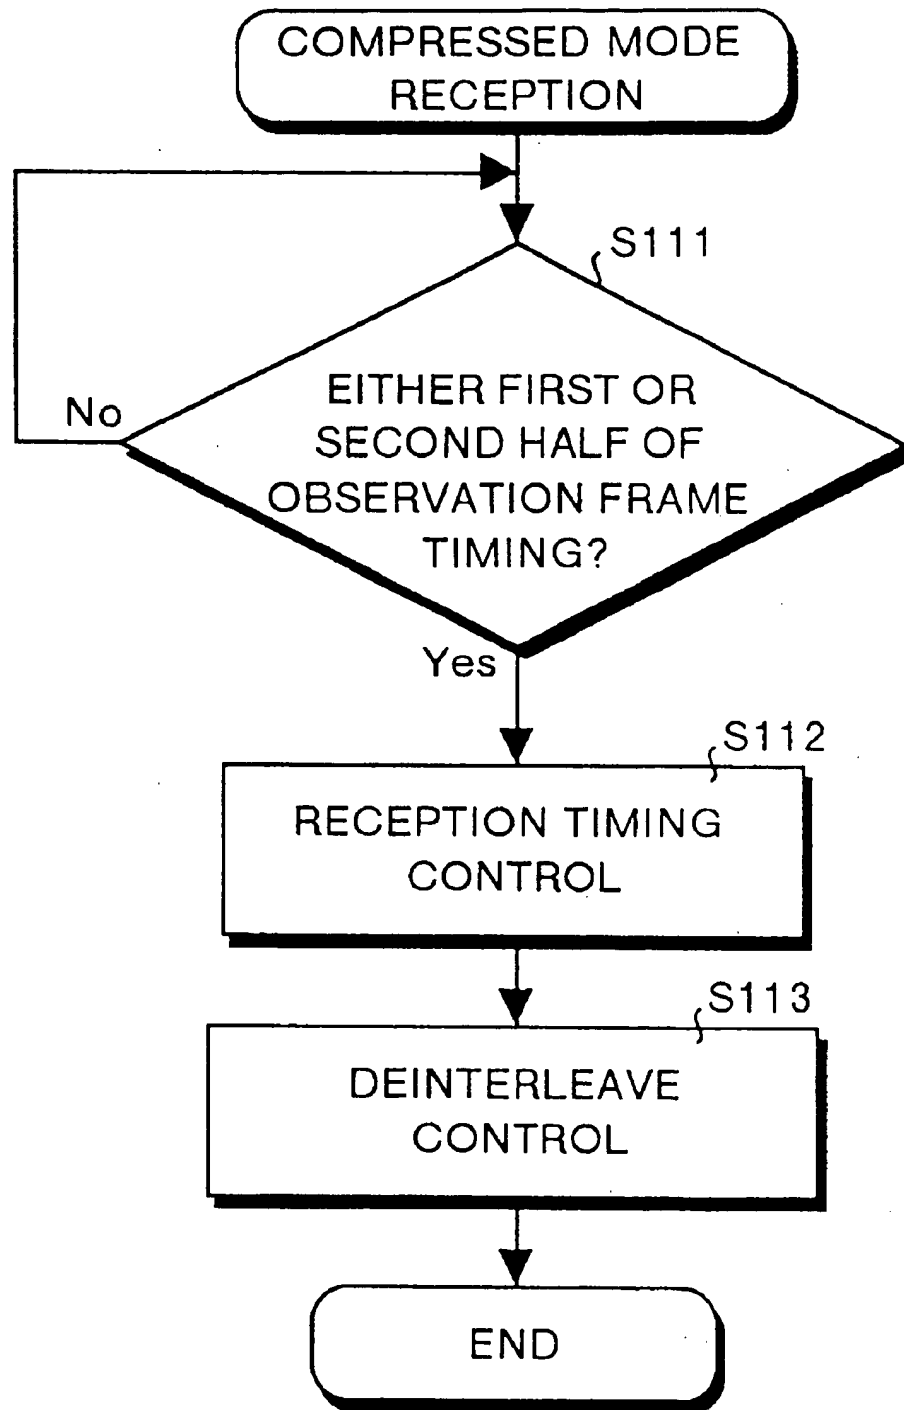 COMPRESSED MODE
RECEPTION
S111
EITHER FIRST OR
SECOND HALF OF
OBSERVATION FRAME
TIMING?
No
Yes
S112
RECEPTION TIMING
CONTROL
S113
DEINTERLEAVE
CONTROL
END